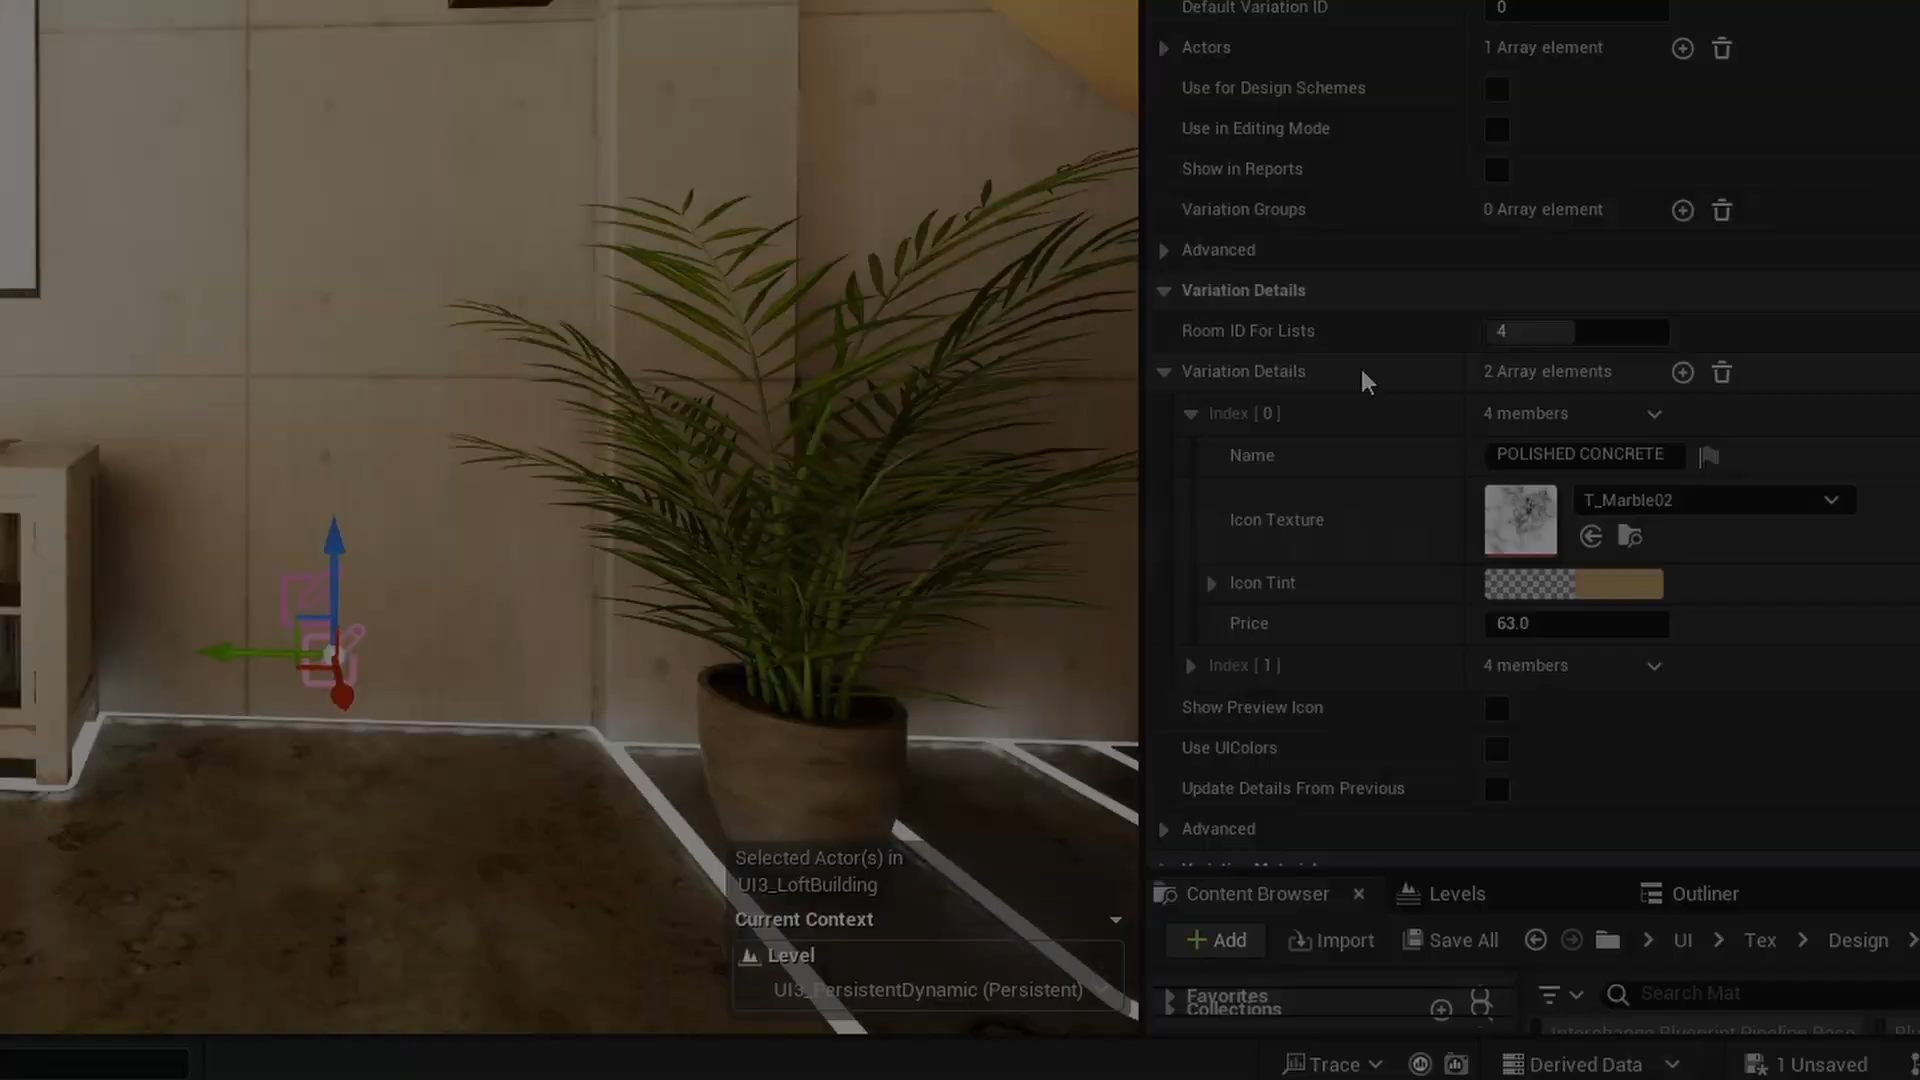 Default Variation ID 0
Actors 1 Array element
Use for Design Schemes
Use in Editing Mode
Show in Reports
Variation Groups 0 Array element
Advanced
Variation Details
Room ID For Lists 4
Variation Details 2 Array elements
Index [ 0 ] 4 members
Name POLISHED CONCRETE
Icon Texture T_Marble02
Icon Tint
Price 63.0
Index [ 1 ] 4 members
Show Preview Icon
Use UIColors
Update Details From Previous
Advanced
Selected Actor(s) in
UI3_LoftBuilding
Current Context
Level
UI3_PersistentDynamic (Persistent)
Content Browser Levels Outliner
Add Import Save All UI Tex Design
Favorites Search Mat
Collections
Interchange Blueprint Pipeline Base
Trace Derived Data 1 Unsaved